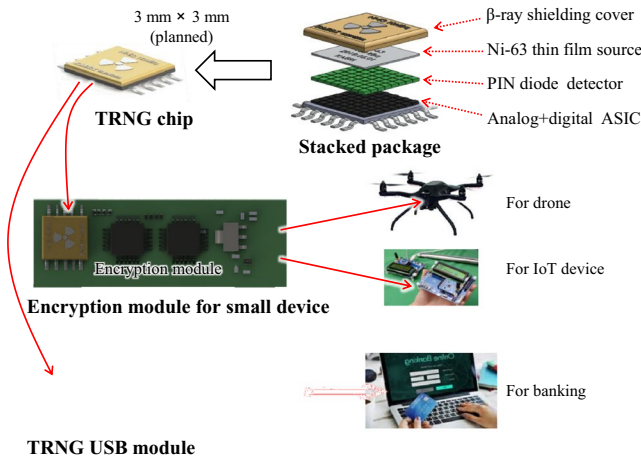 3 mm × 3 mm
(planned)
TRNG chip
β-ray shielding cover
Ni-63 thin film source
PIN diode detector
Analog+digital ASIC
Stacked package
Encryption module
Encryption module for small device
For drone
For IoT device
Online Banking
For banking
TRNG USB module